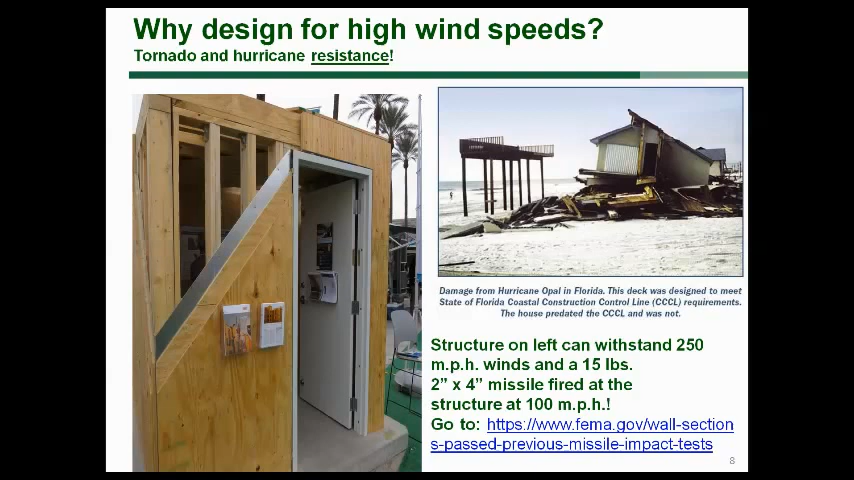 Why design for high wind speeds?
Tornado and hurricane resistance!
Damage from Hurricane Opal in Florida. This deck was designed to meet
State of Florida Coastal Construction Control Line (CCCL) requirements.
The house predated the CCCL and was not.
Structure on left can withstand 250
m.p.h. winds and a 15 lbs.
2” x 4” missile fired at the
structure at 100 m.p.h.!
Go to: https://www.fema.gov/wall-section
s-passed-previous-missile-impact-tests
8